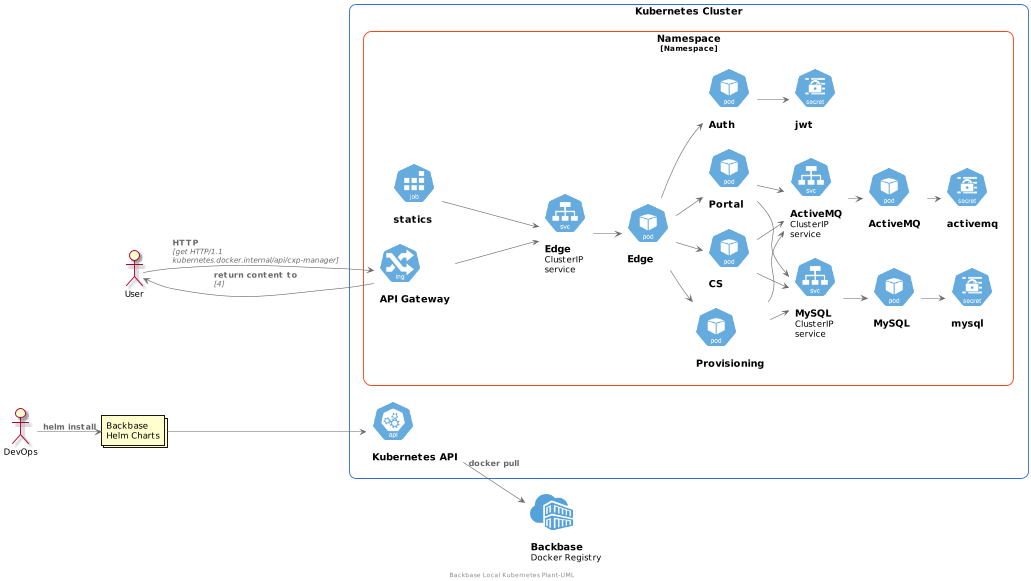 Kubernetes Cluster
Namespace
[Namespace]
pod
Auth
secret
jwt
job
statics
pod
Portal
svc
ActiveMQ
ClusterIP
service
pod
ActiveMQ
secret
activemq
svc
Edge
ClusterIP
service
pod
Edge
HTTP
[get HTTP/1.1
kubernetes.docker.internal/api/cxp-manager]
return content to
[4]
User
ing
API Gateway
pod
CS
svc
MySQL
ClusterIP
service
pod
MySQL
secret
mysql
pod
Provisioning
DevOps
helm install
Backbase
Helm Charts
api
Kubernetes API
docker pull
Backbase
Docker Registry
Backbase Local Kubernetes Plant-UML